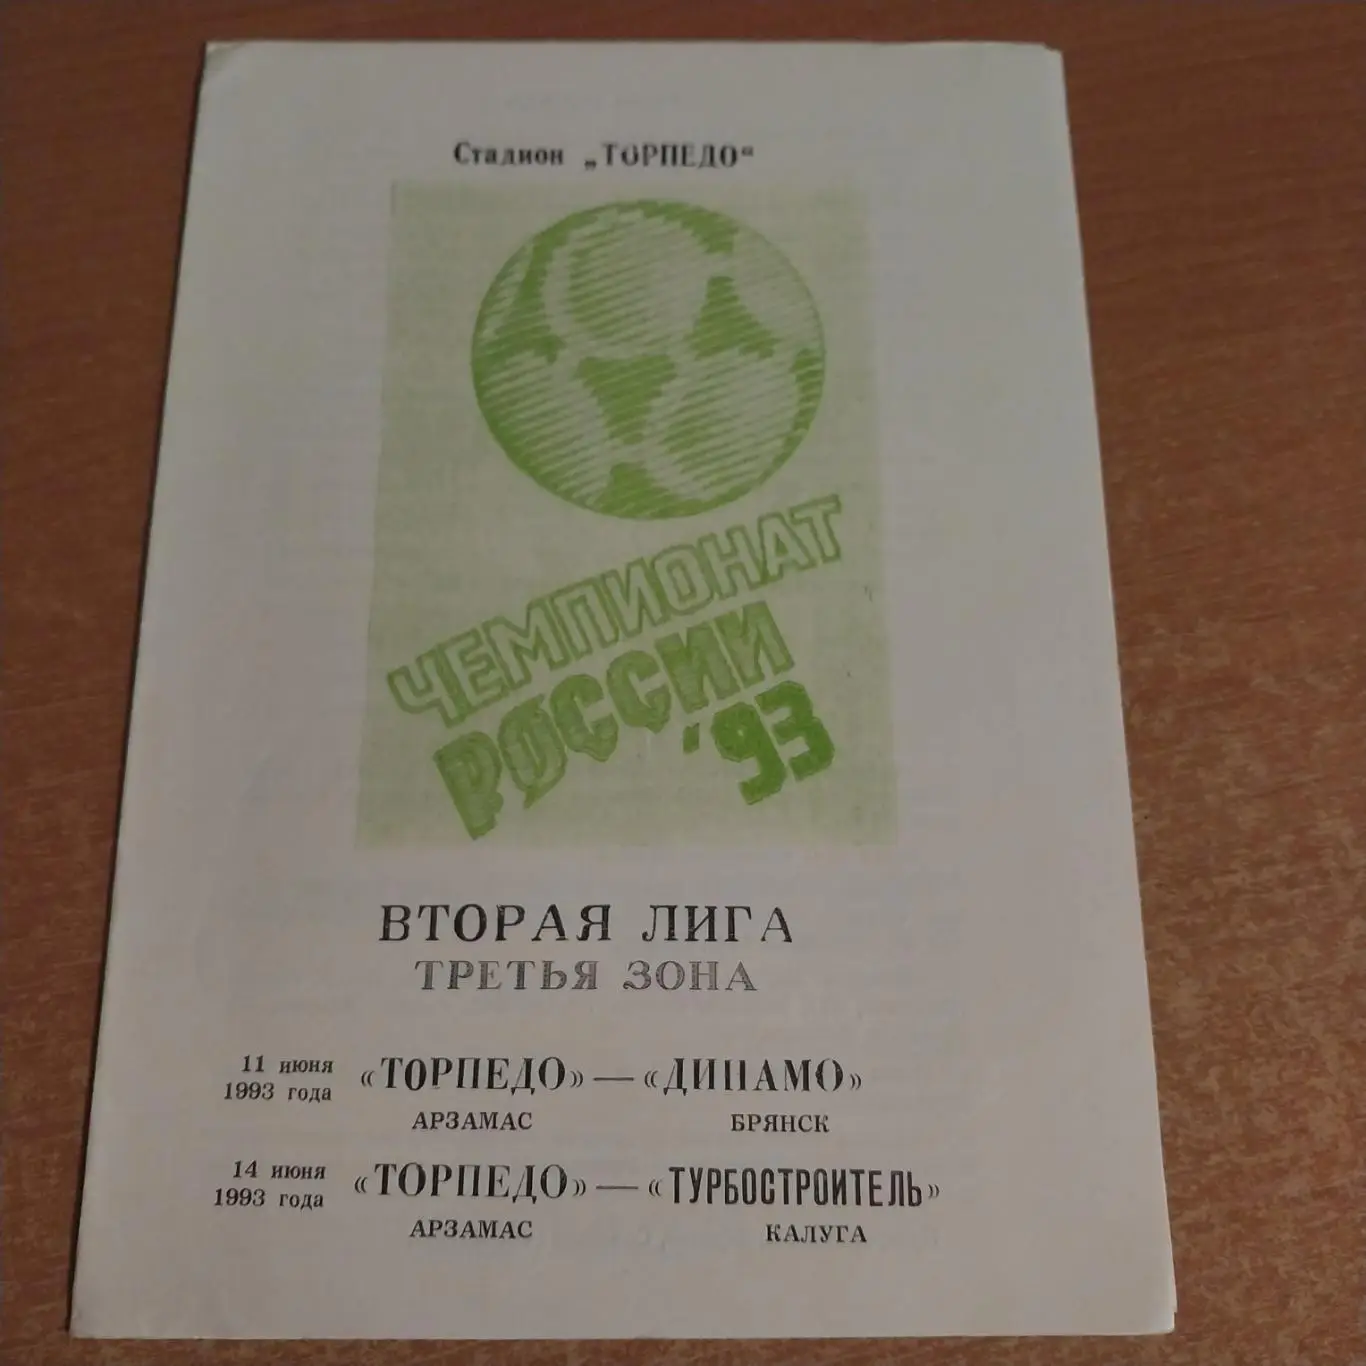 Стадион „ТОРПЕДО“
ЧЕМПИОНАТ
РОССИИ
'93
ВТОРАЯ ЛИГА
ТРЕТЬЯ ЗОНА
11 июня
1993 года
«ТОРПЕДО» — «ДИНАМО»
АРЗАМАС БРЯНСК
14 июня
1993 года
«ТОРПЕДО» — «ТУРБОСТРОИТЕЛЬ»
АРЗАМАС КАЛУГА